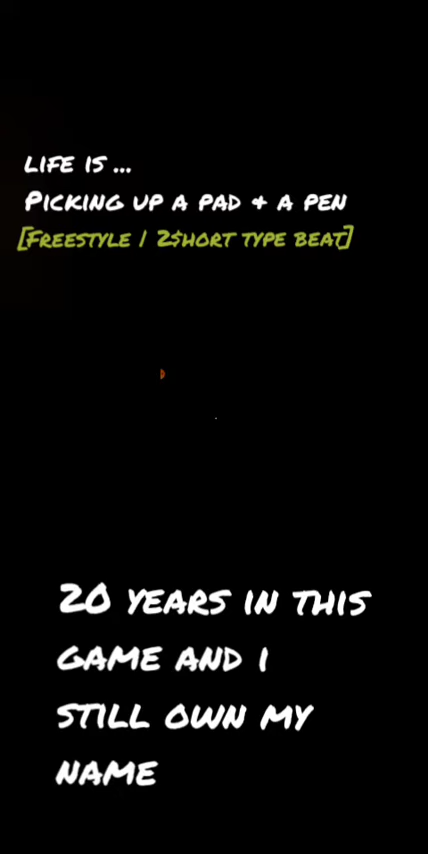 LIFE IS ...
PICKING UP A PAD & A PEN
[FREESTYLE / 2$HORT TYPE BEAT]
20 YEARS IN THIS
GAME AND I
STILL OWN MY
NAME